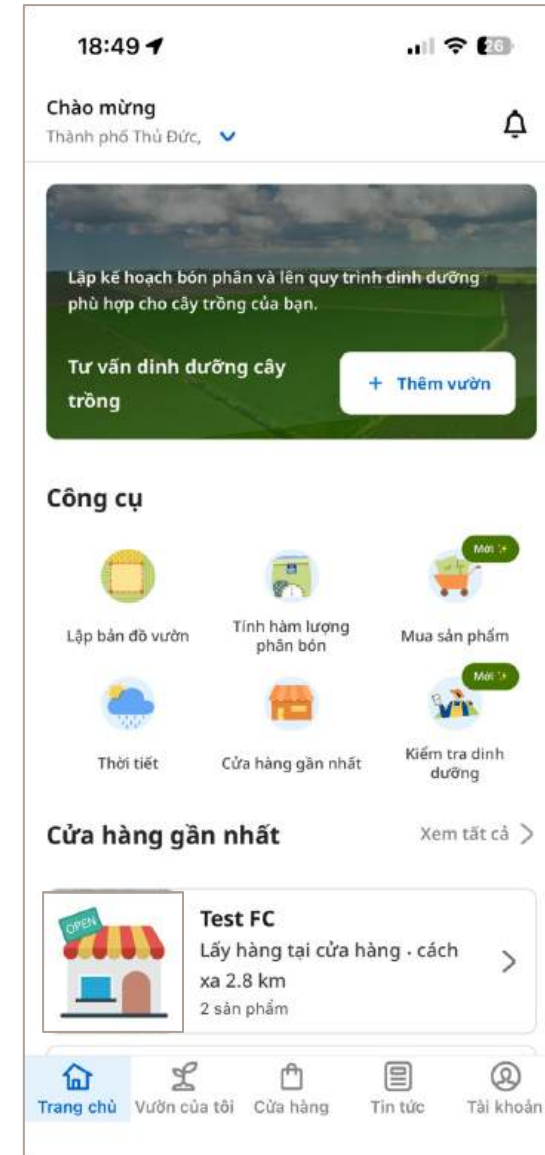 18:49
26
Chào mừng
Thành phố Thủ Đức,
Lập kế hoạch bón phân và lên quy trình dinh dưỡng
phù hợp cho cây trồng của bạn.
Tư vấn dinh dưỡng cây
trồng
+ Thêm vườn
Công cụ
Mới
Lập bản đồ vườn
Tính hàm lượng
phân bón
Mua sản phẩm
Mới
Thời tiết
Cửa hàng gần nhất
Kiểm tra dinh
dưỡng
Cửa hàng gần nhất
Xem tất cả
OPEN
Test FC
Lấy hàng tại cửa hàng · cách
xa 2.8 km
2 sản phẩm
Trang chủ
Vườn của tôi
Cửa hàng
Tin tức
Tài khoản